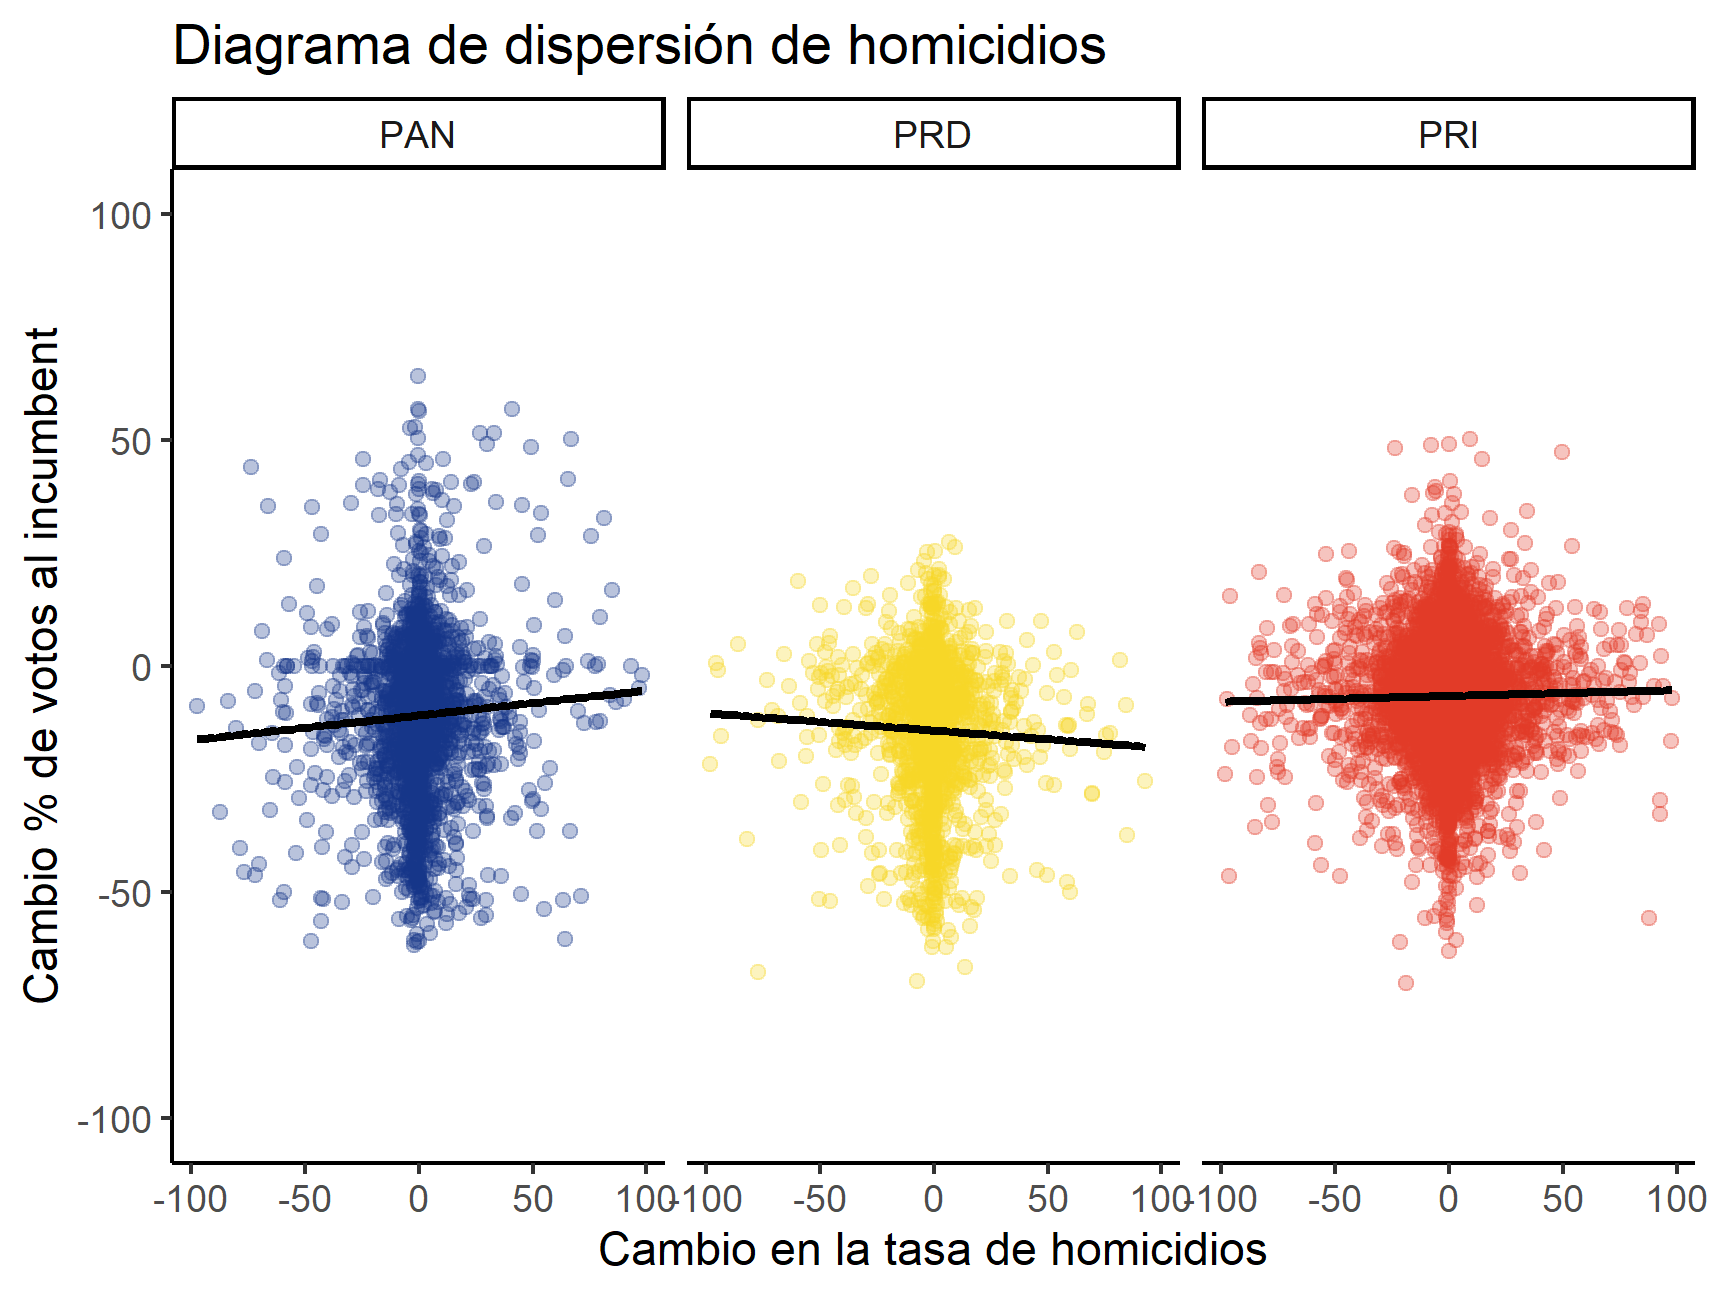 Diagrama de dispersión de homicidios
PAN PRD PRI
Cambio % de votos al incumbent
100
50
0
-50
-100
-100 -50 0 50 100 -100 -50 0 50 100 -100 -50 0 50 100
Cambio en la tasa de homicidios